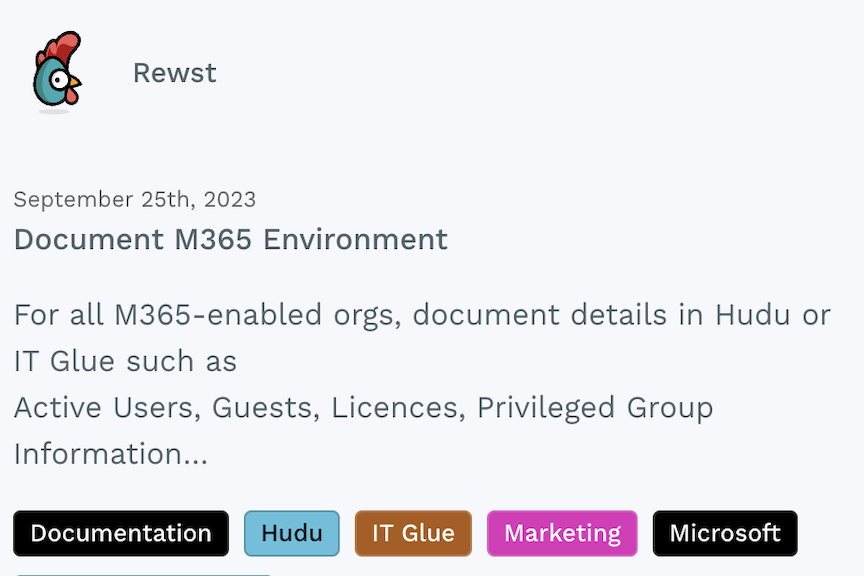 Rewst
September 25th, 2023
Document M365 Environment
For all M365-enabled orgs, document details in Hudu or
IT Glue such as
Active Users, Guests, Licences, Privileged Group
Information...
Documentation Hudu IT Glue Marketing Microsoft